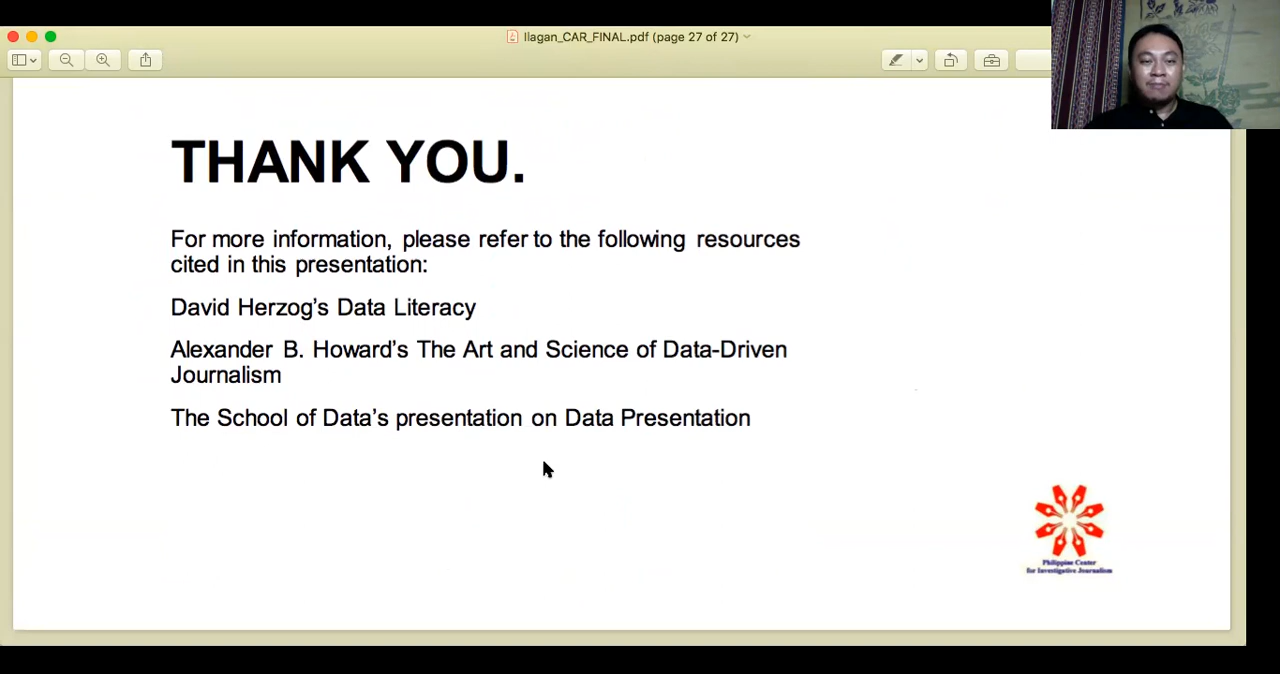 Ilagan_CAR_FINAL.pdf (page 27 of 27)
THANK YOU.
For more information, please refer to the following resources
cited in this presentation:
David Herzog’s Data Literacy
Alexander B. Howard’s The Art and Science of Data-Driven
Journalism
The School of Data’s presentation on Data Presentation
Philippine Center
for Investigative Journalism